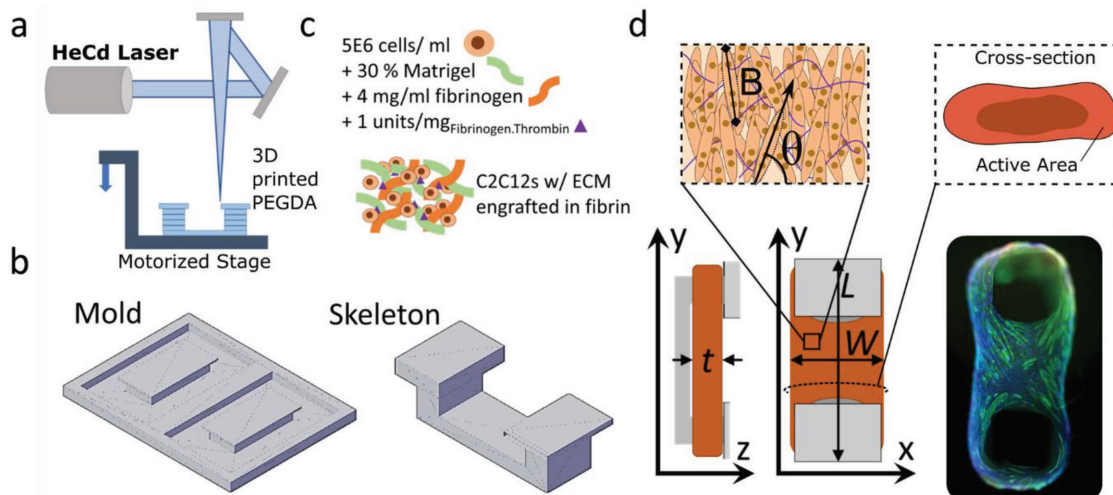 a
HeCd Laser
3D
printed
PEGDA
Motorized Stage
b
Mold
Skeleton
c
5E6 cells/ ml
+ 30 % Matrigel
+ 4 mg/ml fibrinogen
+ 1 units/mgFibrinogen.Thrombin
C2C12s w/ ECM
engrafted in fibrin
d
B
θ
Cross-section
Active Area
y
t
z
y
L
W
x